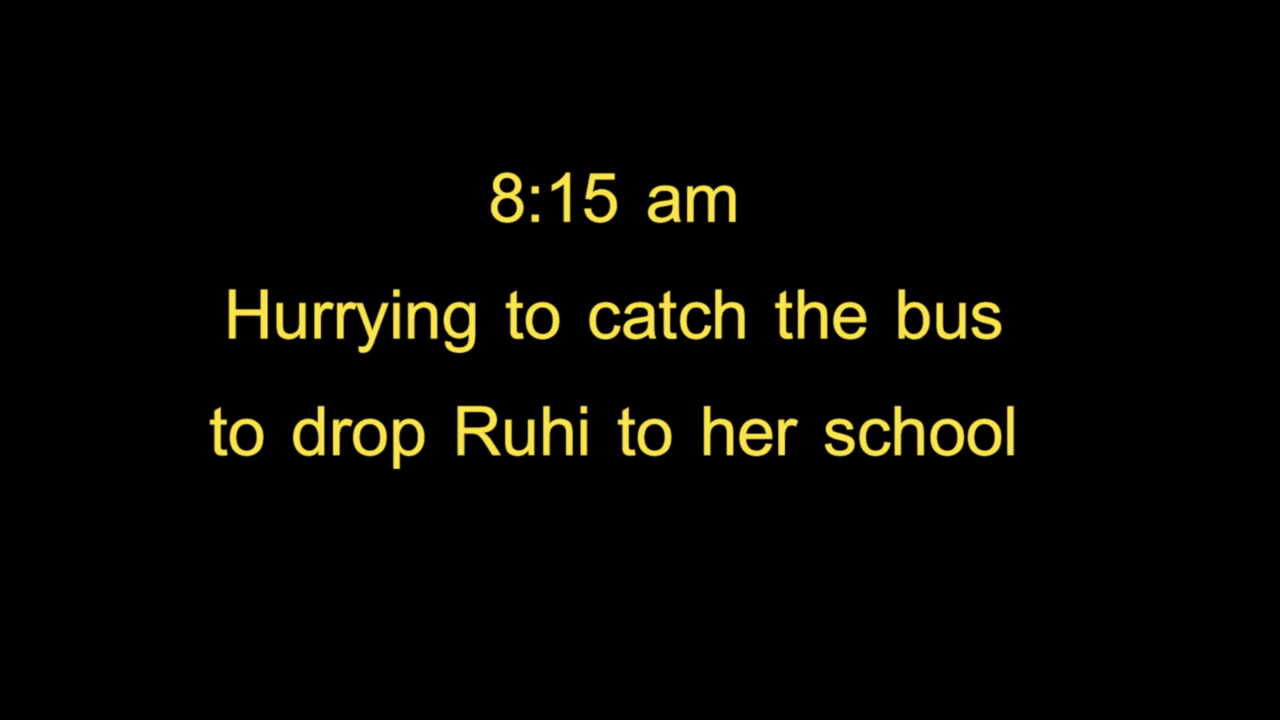 8:15 am
Hurrying to catch the bus
to drop Ruhi to her school